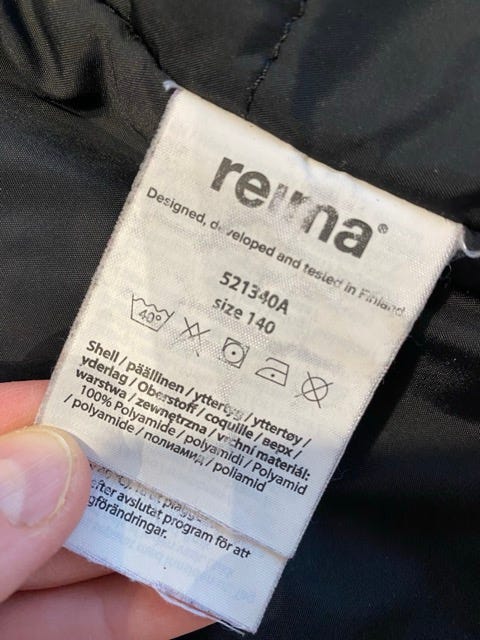 reima®
Designed, developed and tested in Finland.
521340A
size 140
40°
Shell / päällinen / yttertyg / yttertøy /
yderlag / Oberstoff / coquille / верх /
warstwa / zewnętrzna / vrchní materiál:
100% Polyamide / polyamidi / Polyamid
/ polyamide / полиамид / poliamid
efter avslutat program för att
förändringar.